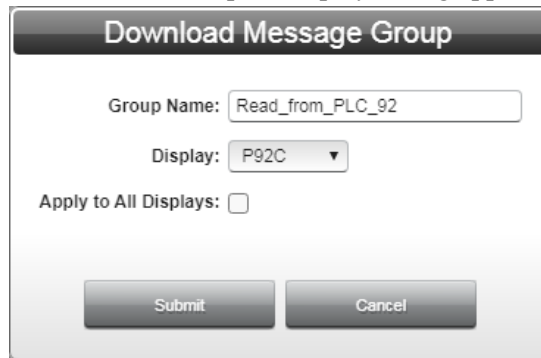 Download Message Group
Group Name: Read_from_PLC_92
Display: P92C
Apply to All Displays:
Submit Cancel